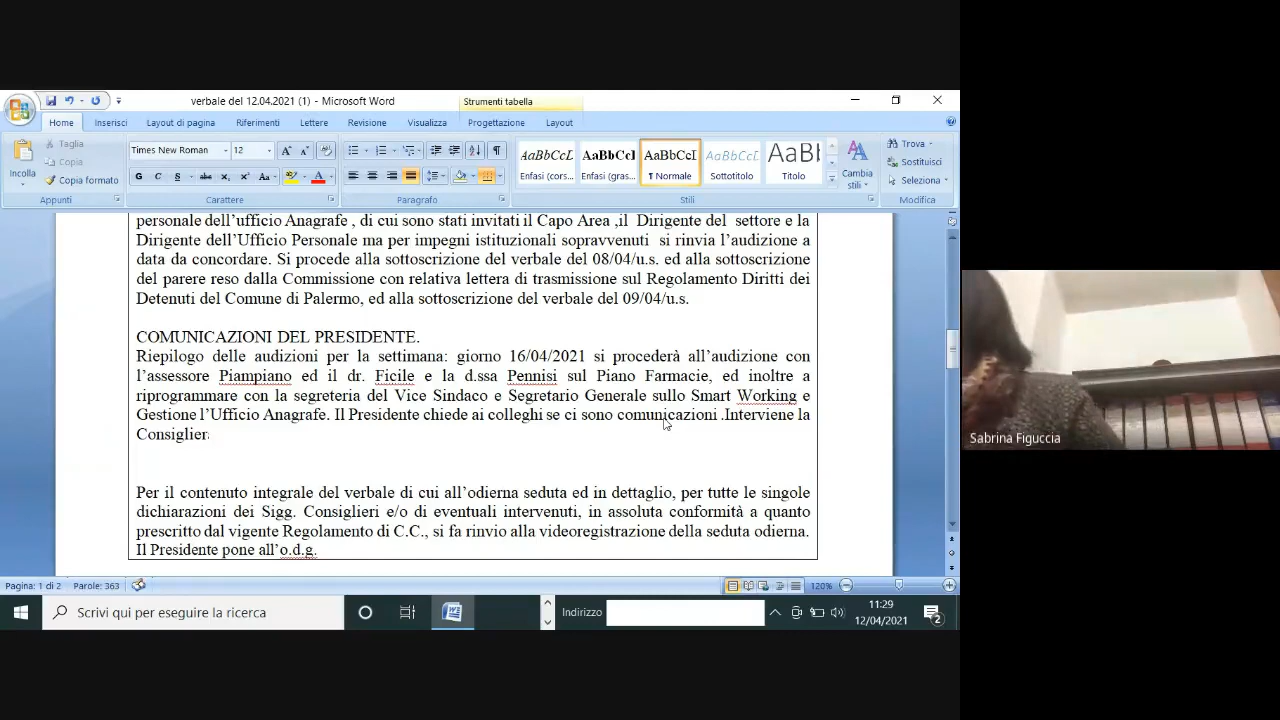 verbale del 12.04.2021 (1) - Microsoft Word
Strumenti tabella
Home Inserisci Layout di pagina Riferimenti Lettere Revisione Visualizza Progettazione Layout
Incolla
Taglia
Copia
Copia formato
Appunti
Times New Roman 12
G C S abc x₂ x² Aa
Carattere
Paragrafo
AaBbCcL AaBbCcI AaBbCcI AaBbCcL AaBb
Enfasi (cors... Enfasi (gras... ¶ Normale Sottotitolo Titolo
Cambia stili
Stili
Trova
Sostituisci
Seleziona
Modifica
personale dell’ufficio Anagrafe , di cui sono stati invitati il Capo Area ,il Dirigente del settore e la
Dirigente dell’Ufficio Personale ma per impegni istituzionali sopravvenuti si rinvia l’audizione a
data da concordare. Si procede alla sottoscrizione del verbale del 08/04/u.s. ed alla sottoscrizione
del parere reso dalla Commissione con relativa lettera di trasmissione sul Regolamento Diritti dei
Detenuti del Comune di Palermo, ed alla sottoscrizione del verbale del 09/04/u.s.
COMUNICAZIONI DEL PRESIDENTE.
Riepilogo delle audizioni per la settimana: giorno 16/04/2021 si procederà all’audizione con
l’assessore Piampiano ed il dr. Ficile e la d.ssa Pennisi sul Piano Farmacie, ed inoltre a
riprogrammare con la segreteria del Vice Sindaco e Segretario Generale sullo Smart Working e
Gestione l’Ufficio Anagrafe. Il Presidente chiede ai colleghi se ci sono comunicazioni .Interviene la
Consiglier
Per il contenuto integrale del verbale di cui all’odierna seduta ed in dettaglio, per tutte le singole
dichiarazioni dei Sigg. Consiglieri e/o di eventuali intervenuti, in assoluta conformità a quanto
prescritto dal vigente Regolamento di C.C., si fa rinvio alla videoregistrazione della seduta odierna.
Il Presidente pone all’o.d.g.
Sabrina Figuccia
Pagina: 1 di 2 Parole: 363
120%
Scrivi qui per eseguire la ricerca
Indirizzo
11:29
12/04/2021
2